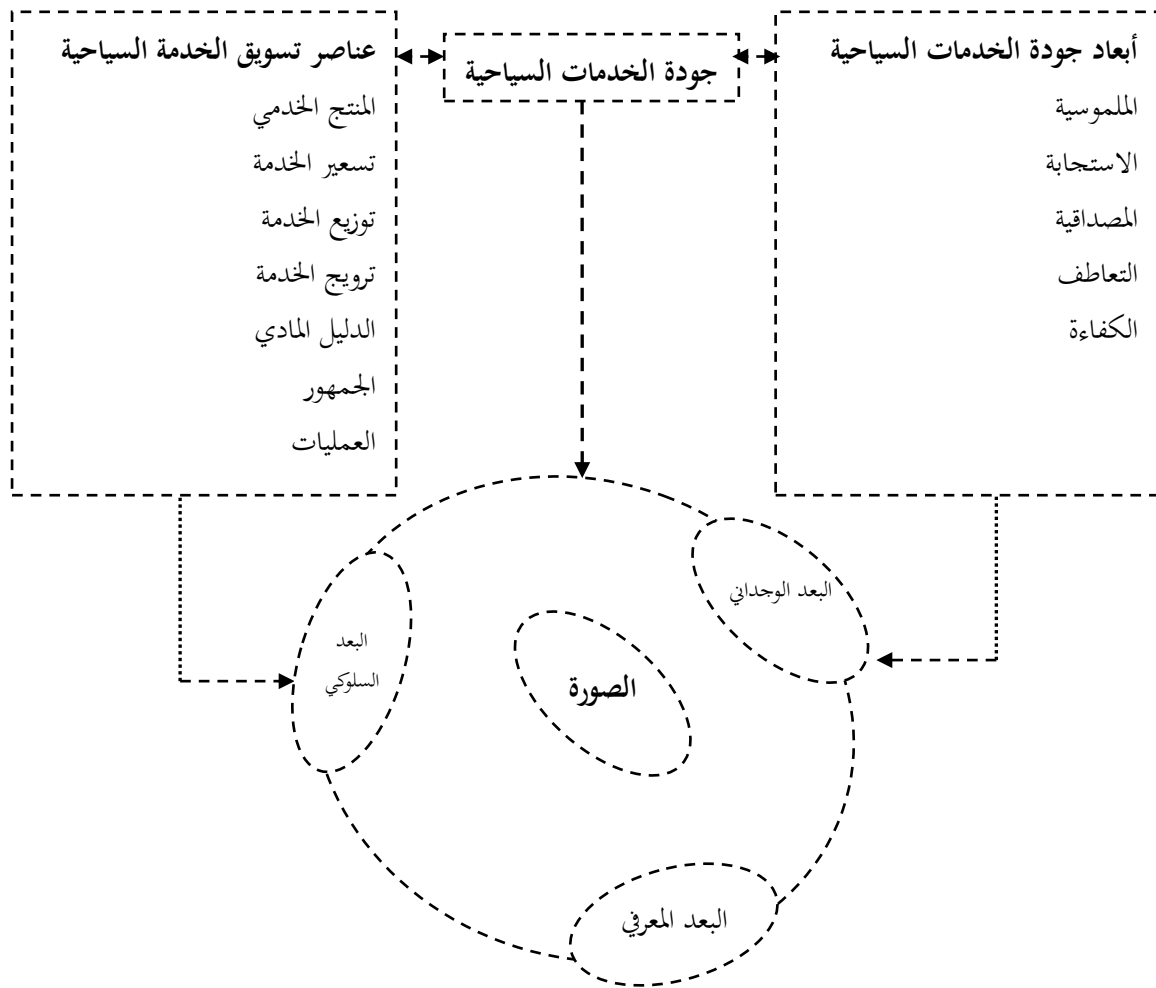 أبعاد جودة الخدمات السياحية
الملموسية
الاستجابة
المصداقية
التعاطف
الكفاءة
جودة الخدمات السياحية
عناصر تسويق الخدمة السياحية
المنتج الخدمي
تسعير الخدمة
توزيع الخدمة
ترويج الخدمة
الدليل المادي
الجمهور
العمليات
البعد الوجداني
البعد
السلوكي
الصورة
البعد المعرفي